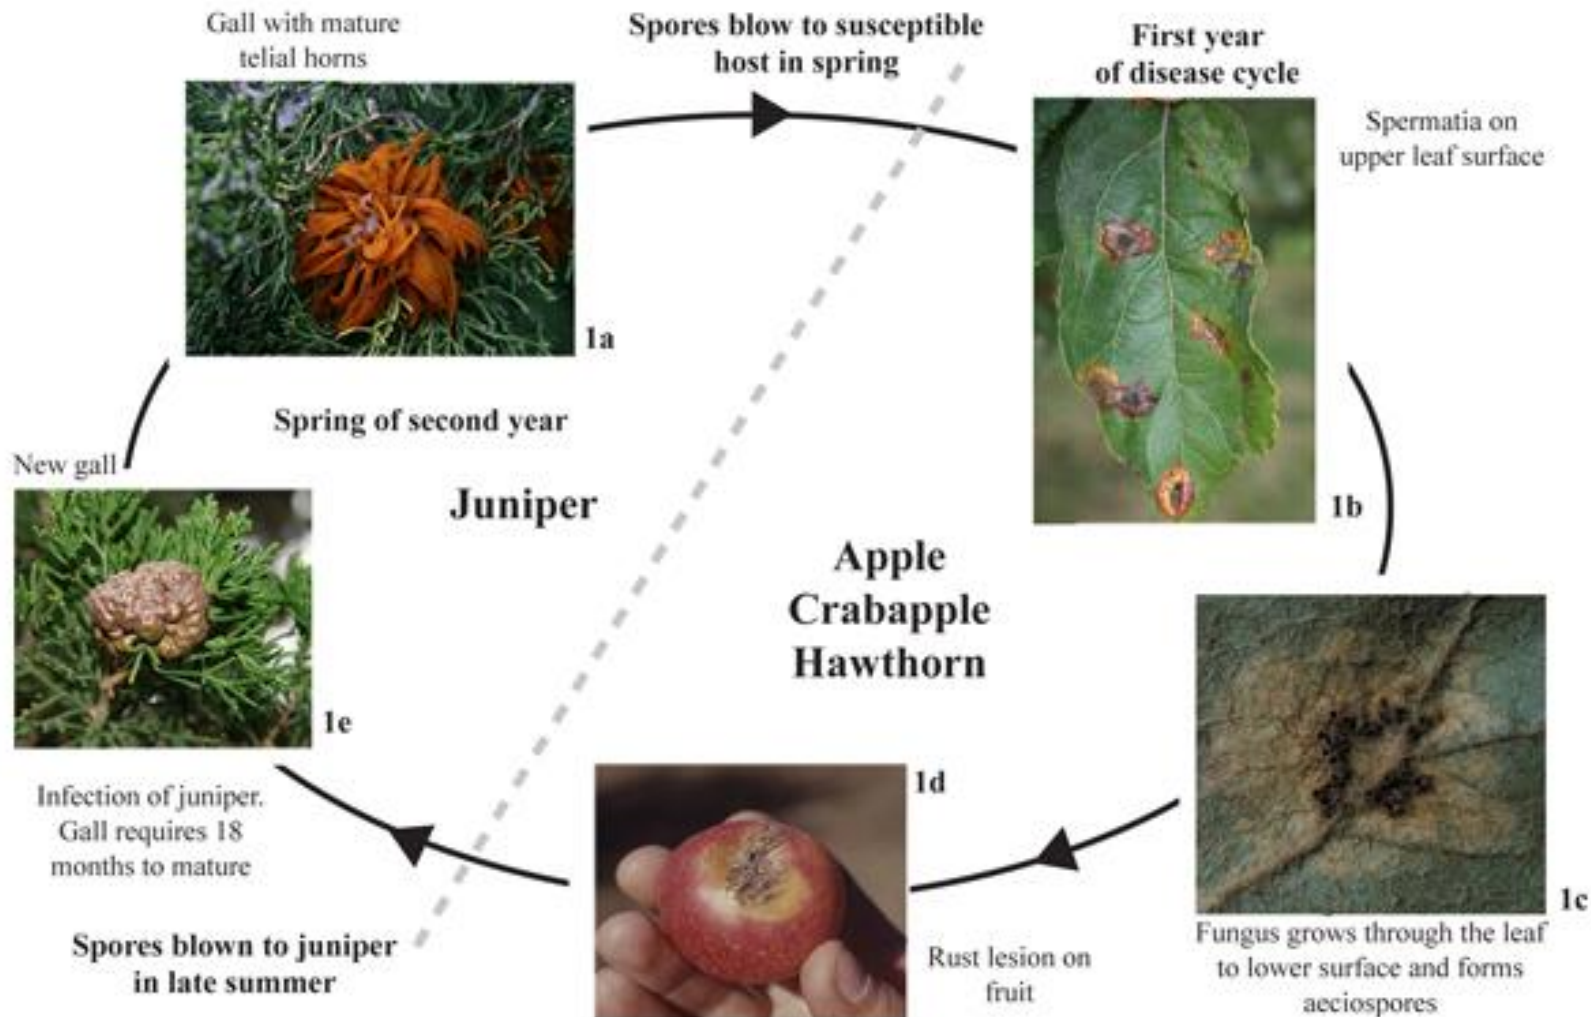 Gall with mature
telial horns
Spores blow to susceptible
host in spring
First year
of disease cycle
Spermatia on
upper leaf surface
1a
Spring of second year
New gall
Juniper
1b
Apple
Crabapple
Hawthorn
1e
1d
Infection of juniper.
Gall requires 18
months to mature
1c
Fungus grows through the leaf
to lower surface and forms
aeciospores
Spores blown to juniper
in late summer
Rust lesion on
fruit